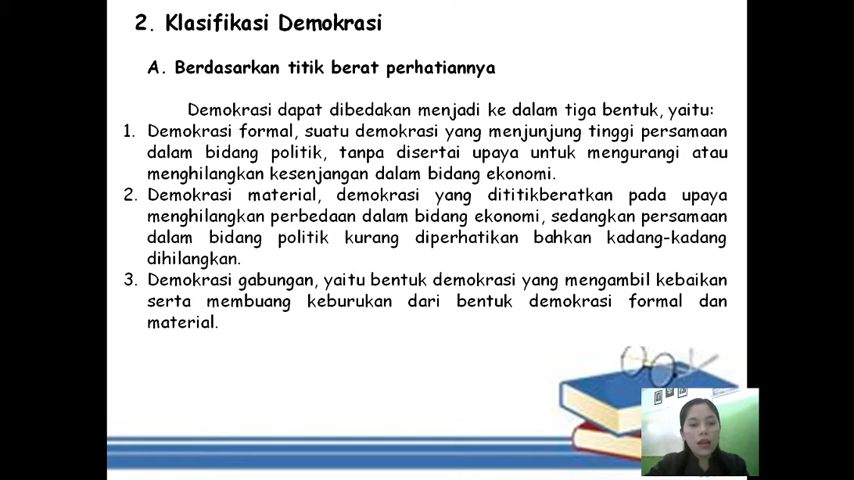 2. Klasifikasi Demokrasi
A. Berdasarkan titik berat perhatiannya
Demokrasi dapat dibedakan menjadi ke dalam tiga bentuk, yaitu:
1. Demokrasi formal, suatu demokrasi yang menjunjung tinggi persamaan
dalam bidang politik, tanpa disertai upaya untuk mengurangi atau
menghilangkan kesenjangan dalam bidang ekonomi.
2. Demokrasi material, demokrasi yang dititikberatkan pada upaya
menghilangkan perbedaan dalam bidang ekonomi, sedangkan persamaan
dalam bidang politik kurang diperhatikan bahkan kadang-kadang
dihilangkan.
3. Demokrasi gabungan, yaitu bentuk demokrasi yang mengambil kebaikan
serta membuang keburukan dari bentuk demokrasi formal dan
material.